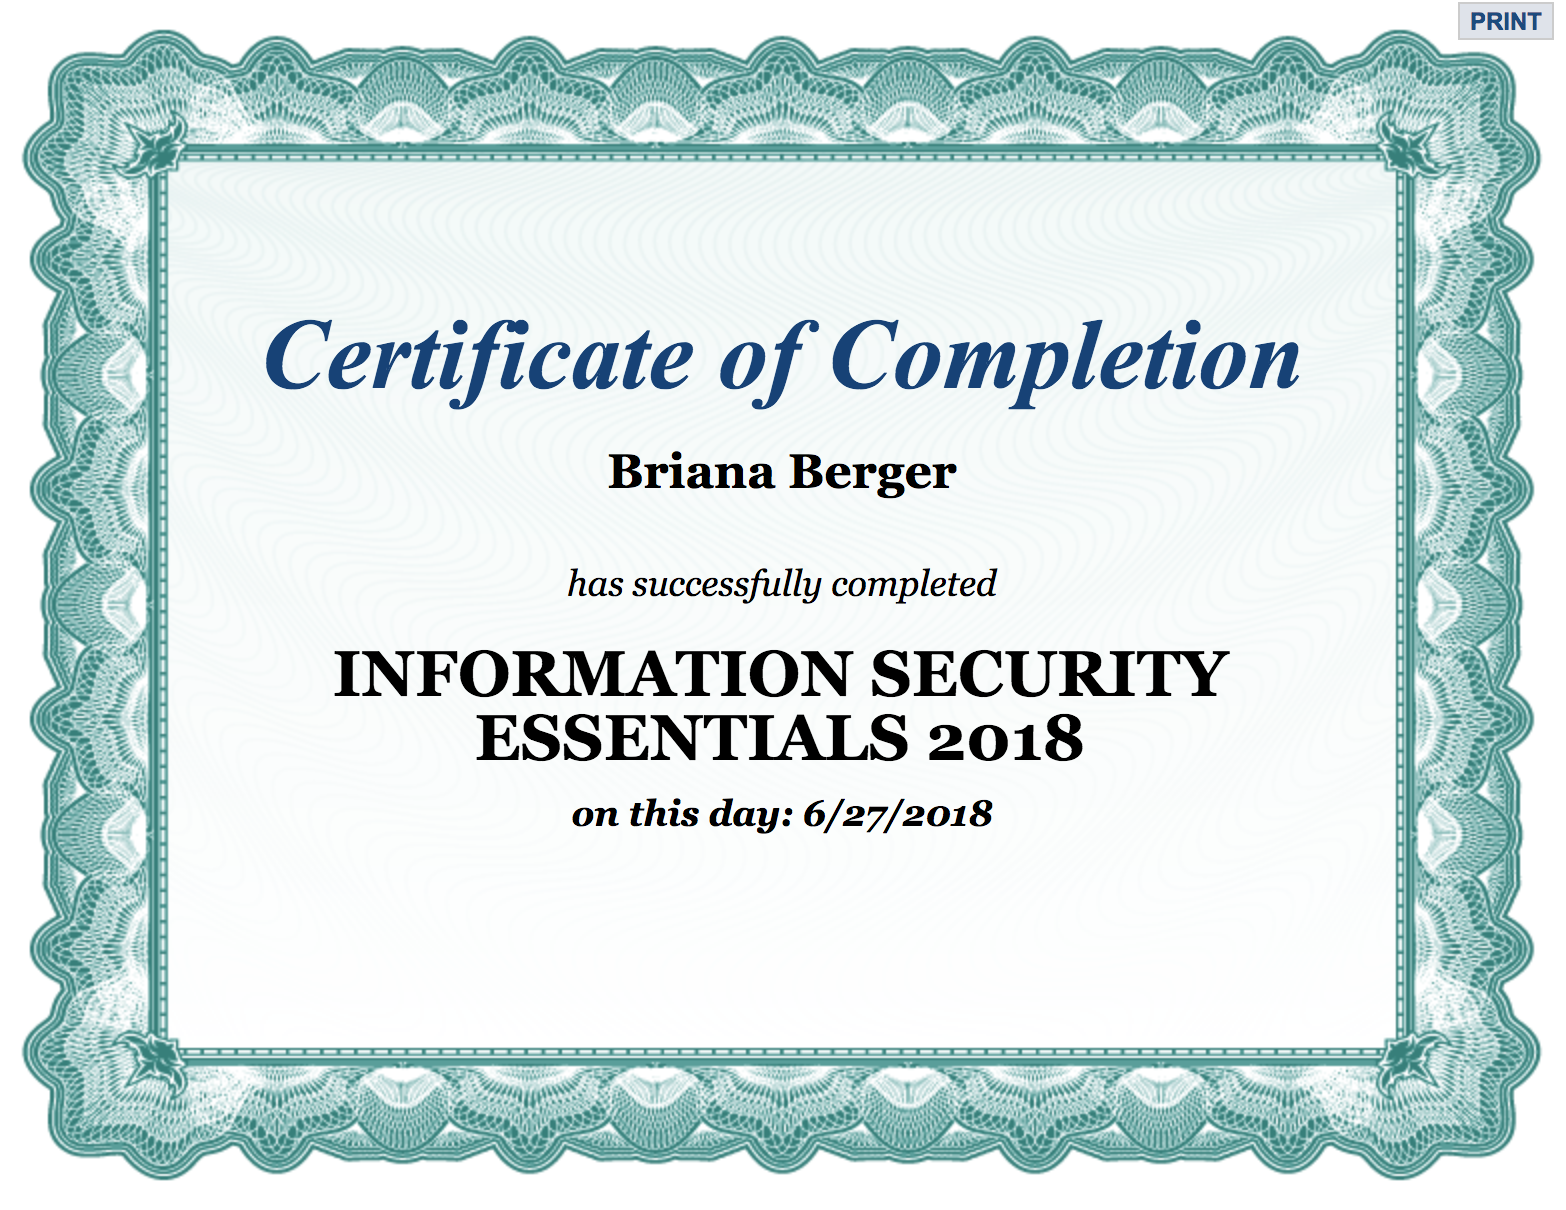 PRINT
Certificate of Completion
Briana Berger
has successfully completed
INFORMATION SECURITY
ESSENTIALS 2018
on this day: 6/27/2018